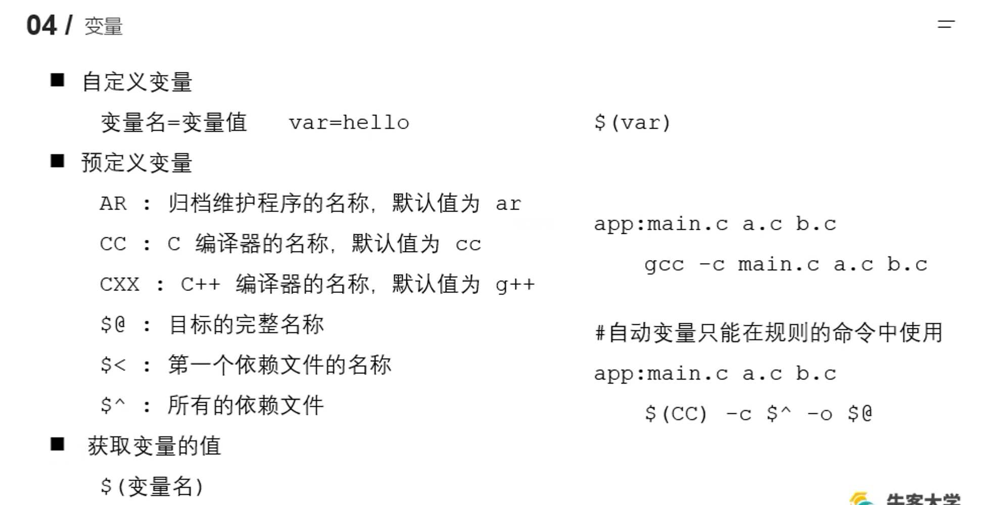 04 / 变量
■ 自定义变量
变量名=变量值 var=hello
$(var)
■ 预定义变量
AR : 归档维护程序的名称，默认值为 ar
CC : C 编译器的名称，默认值为 cc
CXX : C++ 编译器的名称，默认值为 g++
$@ : 目标的完整名称
$< : 第一个依赖文件的名称
$^ : 所有的依赖文件
■ 获取变量的值
$(变量名)
app:main.c a.c b.c
gcc -c main.c a.c b.c
#自动变量只能在规则的命令中使用
app:main.c a.c b.c
$(CC) -c $^ -o $@
牛客大学